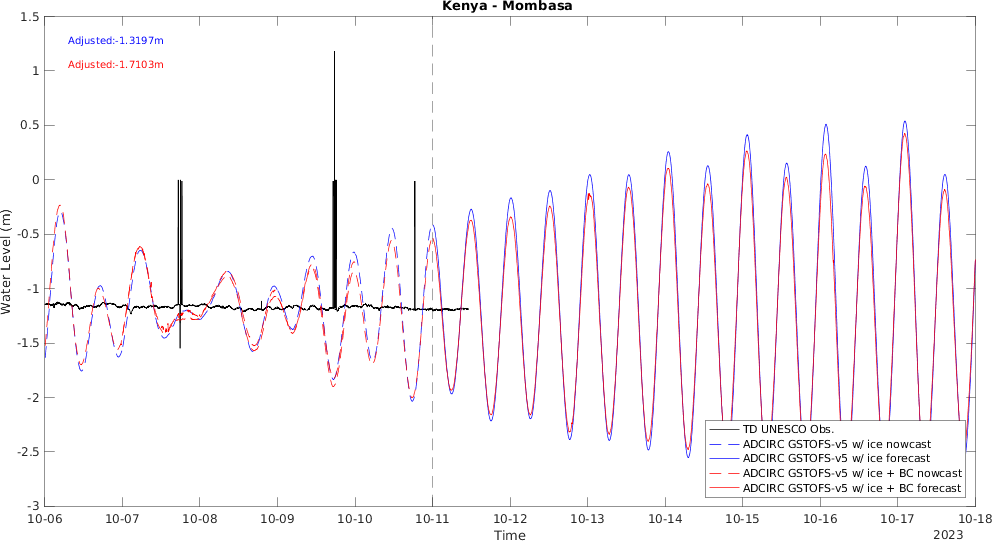 Kenya - Mombasa
1.5
1
0.5
0
-0.5
-1
-1.5
-2
-2.5
-3
Water Level (m)
Adjusted:-1.3197m
Adjusted:-1.7103m
TD UNESCO Obs.
ADCIRC GSTOFS-v5 w/ ice nowcast
ADCIRC GSTOFS-v5 w/ ice forecast
ADCIRC GSTOFS-v5 w/ ice + BC nowcast
ADCIRC GSTOFS-v5 w/ ice + BC forecast
10-06 10-07 10-08 10-09 10-10 10-11 10-12 10-13 10-14 10-15 10-16 10-17 10-18
Time
2023